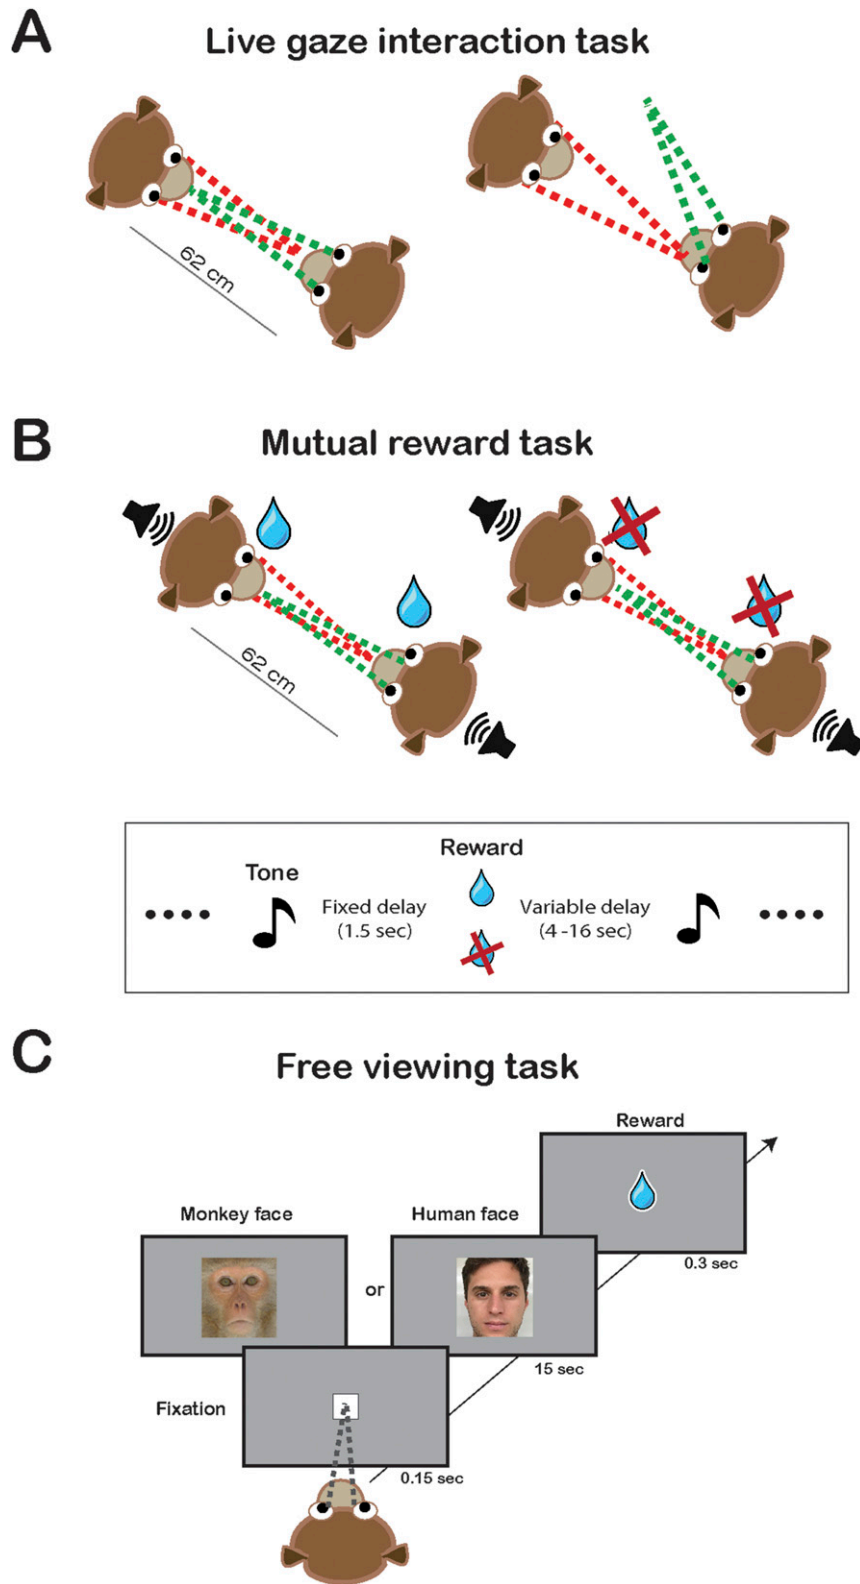 A
Live gaze interaction task
62 cm
B
Mutual reward task
62 cm
Reward
Tone
Fixed delay
(1.5 sec)
Variable delay
(4 -16 sec)
C
Free viewing task
Reward
Monkey face
Human face
0.3 sec
or
15 sec
Fixation
0.15 sec